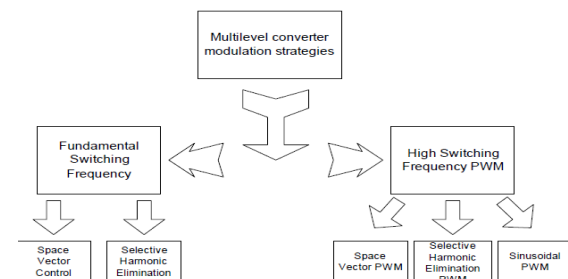 Multilevel converter
modulation strategies
Fundamental
Switching
Frequency
High Switching
Frequency PWM
Space
Vector
Control
Selective
Harmonic
Elimination
Space
Vector PWM
Selective
Harmonic
Elimination
PWM
Sinusoidal
PWM